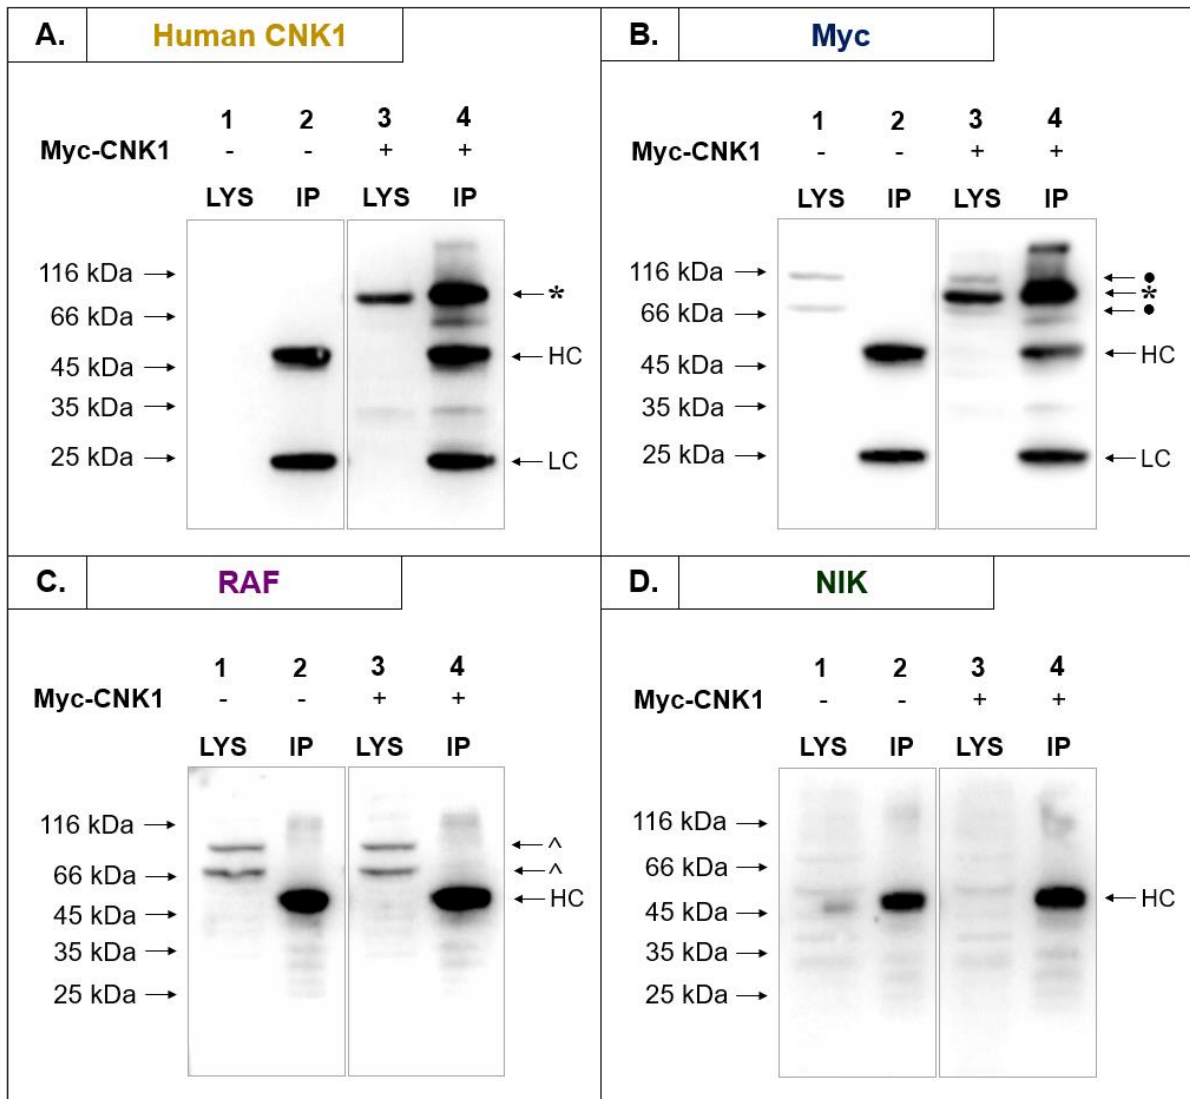 A. Human CNK1
1 2 3 4
Myc-CNK1 - - + +
LYS IP LYS IP
116 kDa →
66 kDa →
45 kDa →
35 kDa →
25 kDa →
← *
← HC
← LC
B. Myc
1 2 3 4
Myc-CNK1 - - + +
LYS IP LYS IP
116 kDa →
66 kDa →
45 kDa →
35 kDa →
25 kDa →
← •
← *
← •
← HC
← LC
C. RAF
1 2 3 4
Myc-CNK1 - - + +
LYS IP LYS IP
116 kDa →
66 kDa →
45 kDa →
35 kDa →
25 kDa →
← ^
← ^
← HC
D. NIK
1 2 3 4
Myc-CNK1 - - + +
LYS IP LYS IP
116 kDa →
66 kDa →
45 kDa →
35 kDa →
25 kDa →
← HC